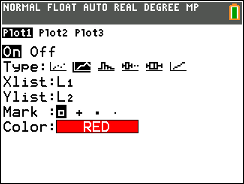 NORMAL FLOAT AUTO REAL DEGREE MP
Plot1 Plot2 Plot3
On Off
Type:
Xlist:L₁
Ylist:L₂
Mark : + ▪ ·
Color: RED